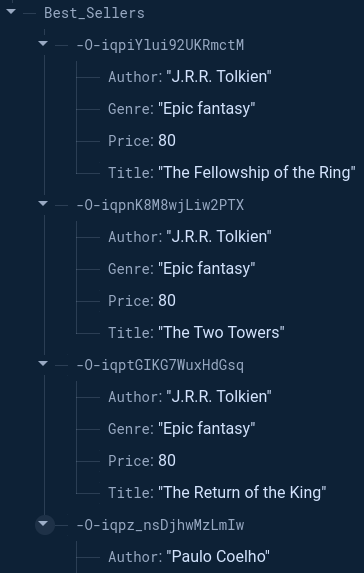 Best_Sellers
-O-iqpiYlui92UKRmctM
Author: "J.R.R. Tolkien"
Genre: "Epic fantasy"
Price: 80
Title: "The Fellowship of the Ring"
-O-iqpnK8M8wjLiw2PTX
Author: "J.R.R. Tolkien"
Genre: "Epic fantasy"
Price: 80
Title: "The Two Towers"
-O-iqptGIKG7WuxHdGsq
Author: "J.R.R. Tolkien"
Genre: "Epic fantasy"
Price: 80
Title: "The Return of the King"
-O-iqpz_nsDjhwMzLmIw
Author: "Paulo Coelho"